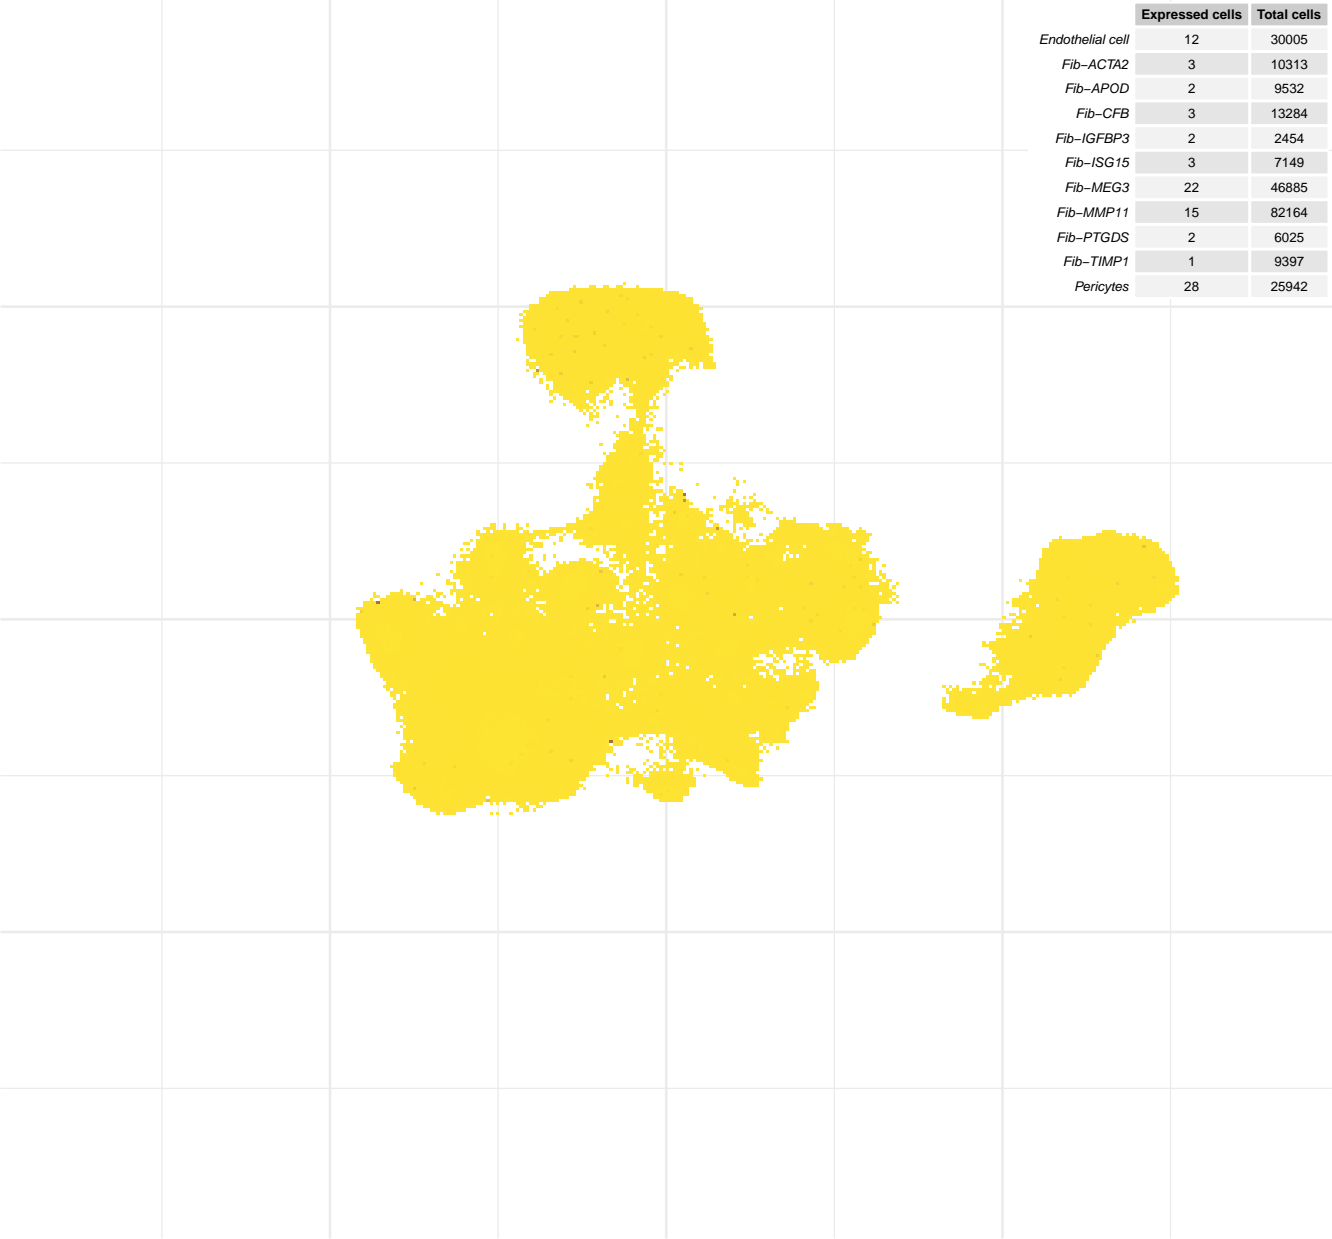 Expressed cells Total cells
Endothelial cell 12 30005
Fib−ACTA2 3 10313
Fib−APOD 2 9532
Fib−CFB 3 13284
Fib−IGFBP3 2 2454
Fib−ISG15 3 7149
Fib−MEG3 22 46885
Fib−MMP11 15 82164
Fib−PTGDS 2 6025
Fib−TIMP1 1 9397
Pericytes 28 25942